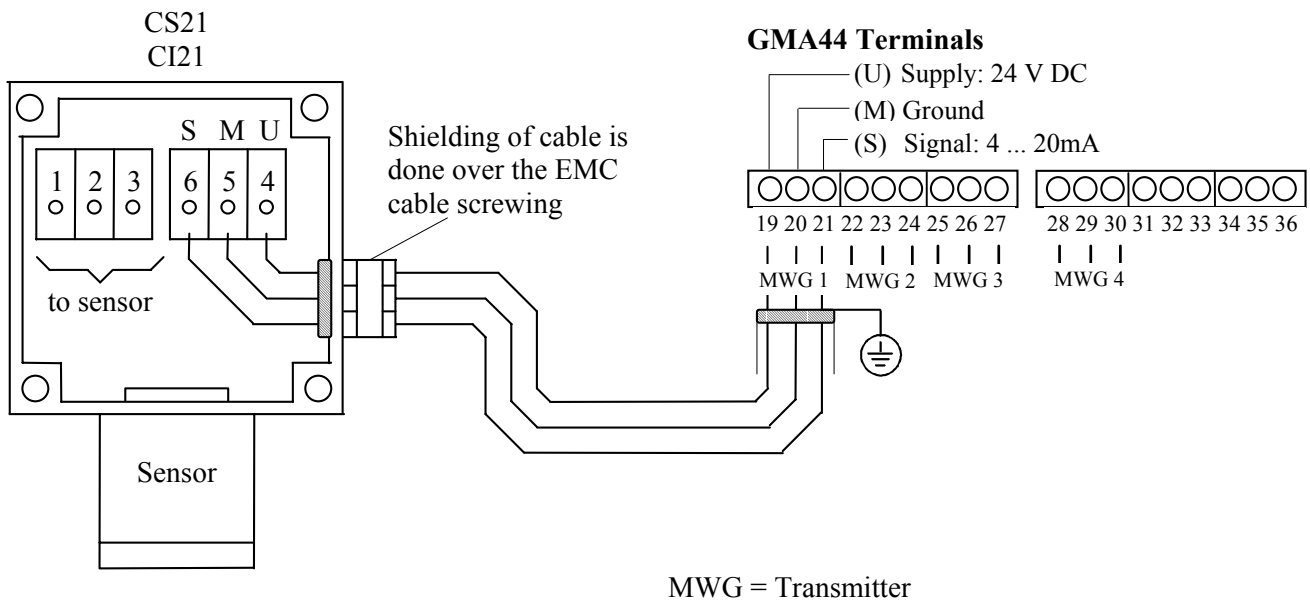 CS21
CI21
S M U
1 2 3 6 5 4
to sensor
Sensor
Shielding of cable is
done over the EMC
cable screwing
GMA44 Terminals
(U) Supply: 24 V DC
(M) Ground
(S) Signal: 4 ... 20mA
19 20 21 22 23 24 25 26 27 28 29 30 31 32 33 34 35 36
MWG 1 MWG 2 MWG 3 MWG 4
MWG = Transmitter